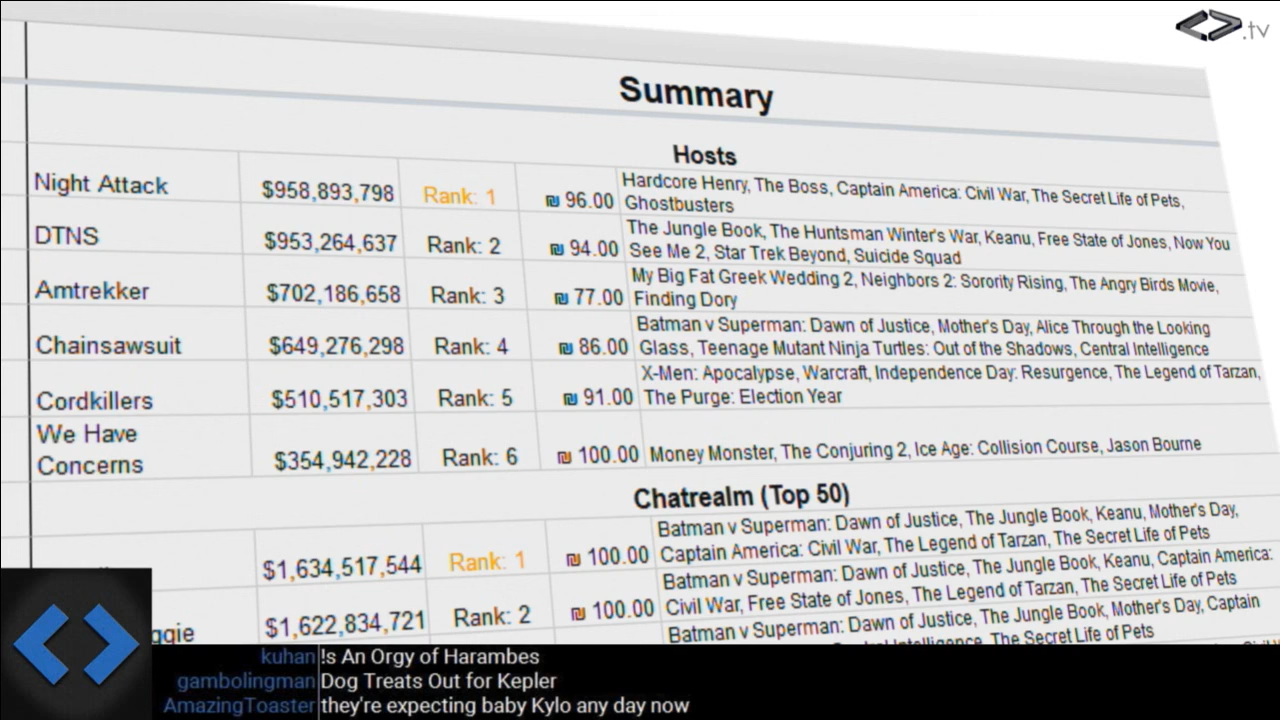 .tv
Summary
Hosts
Night Attack $958,893,798 Rank: 1 ₪ 96.00 Hardcore Henry, The Boss, Captain America: Civil War, The Secret Life of Pets,
Ghostbusters
DTNS $953,264,637 Rank: 2 ₪ 94.00 The Jungle Book, The Huntsman Winter's War, Keanu, Free State of Jones, Now You
See Me 2, Star Trek Beyond, Suicide Squad
Amtrekker $702,186,658 Rank: 3 ₪ 77.00 My Big Fat Greek Wedding 2, Neighbors 2: Sorority Rising, The Angry Birds Movie,
Finding Dory
Chainsawsuit $649,276,298 Rank: 4 ₪ 86.00 Batman v Superman: Dawn of Justice, Mother's Day, Alice Through the Looking
Glass, Teenage Mutant Ninja Turtles: Out of the Shadows, Central Intelligence
Cordkillers $510,517,303 Rank: 5 ₪ 91.00 X-Men: Apocalypse, Warcraft, Independence Day: Resurgence, The Legend of Tarzan,
The Purge: Election Year
We Have
Concerns $354,942,228 Rank: 6 ₪ 100.00 Money Monster, The Conjuring 2, Ice Age: Collision Course, Jason Bourne
Chatrealm (Top 50)
$1,634,517,544 Rank: 1 ₪ 100.00 Batman v Superman: Dawn of Justice, The Jungle Book, Keanu, Mother's Day,
Captain America: Civil War, The Legend of Tarzan, The Secret Life of Pets
$1,622,834,721 Rank: 2 ₪ 100.00 Batman v Superman: Dawn of Justice, The Jungle Book, Keanu, Captain America:
Civil War, Free State of Jones, The Legend of Tarzan, The Secret Life of Pets
Batman v Superman: Dawn of Justice, The Jungle Book, Mother's Day, Captain
Intelligence, The Secret Life of Pets
kuhan !s An Orgy of Harambes
gambolingman Dog Treats Out for Kepler
AmazingToaster they're expecting baby Kylo any day now